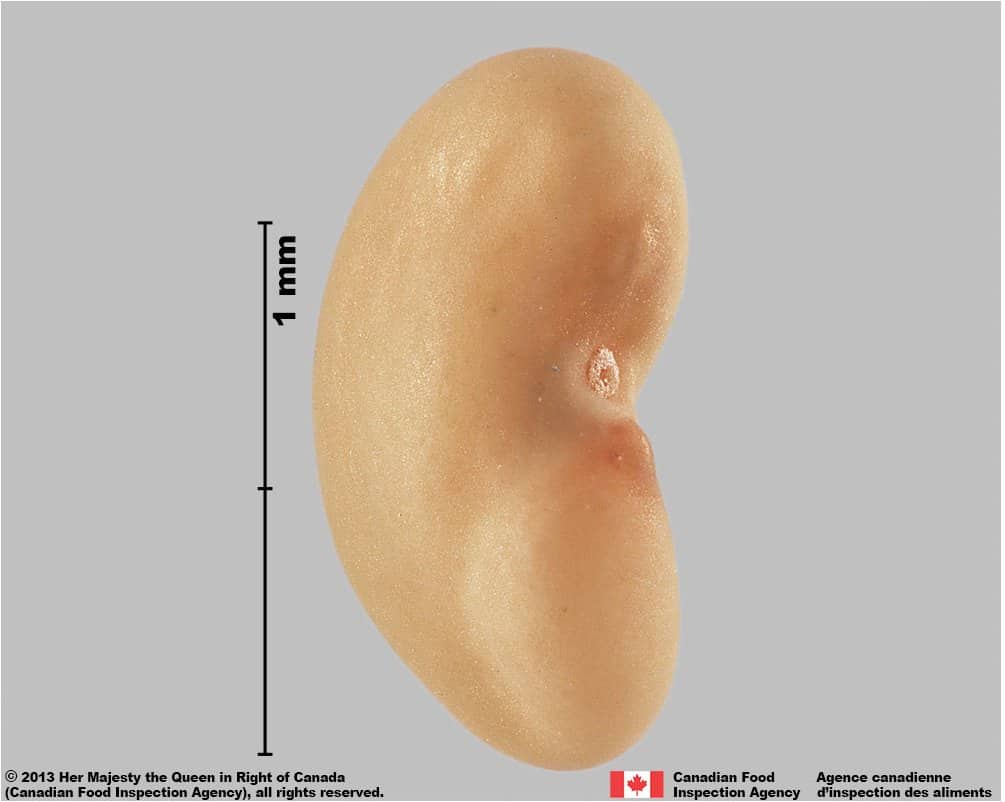 1 mm
© 2013 Her Majesty the Queen in Right of Canada
(Canadian Food Inspection Agency), all rights reserved.
Canadian Food
Inspection Agency
Agence canadienne
d'inspection des aliments